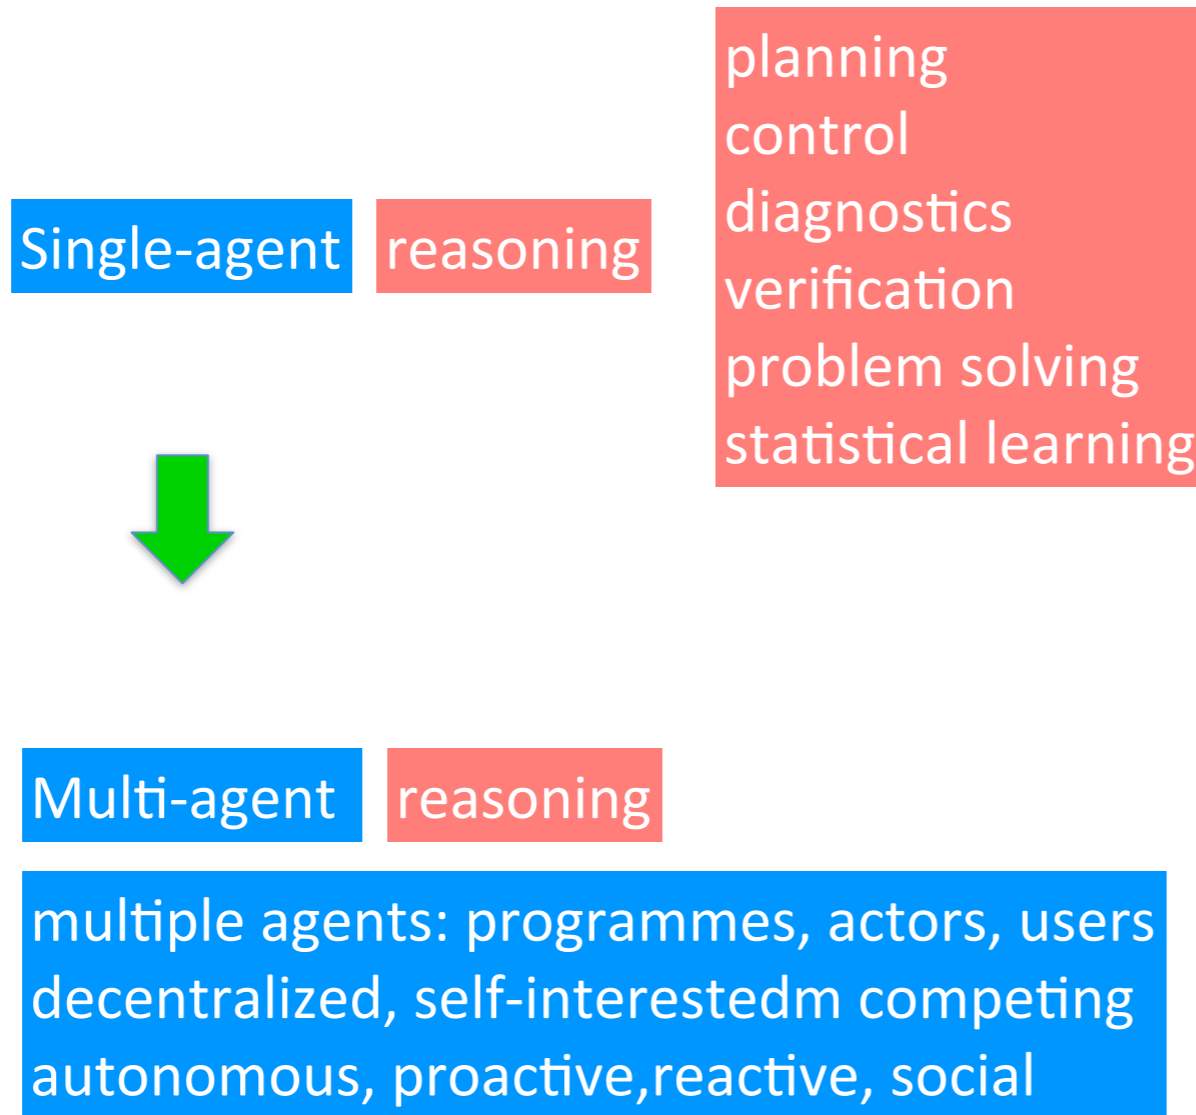 planning
control
diagnostics
verification
problem solving
statistical learning
Single-agent reasoning
Multi-agent reasoning
multiple agents: programmes, actors, users
decentralized, self-interestedm competing
autonomous, proactive,reactive, social